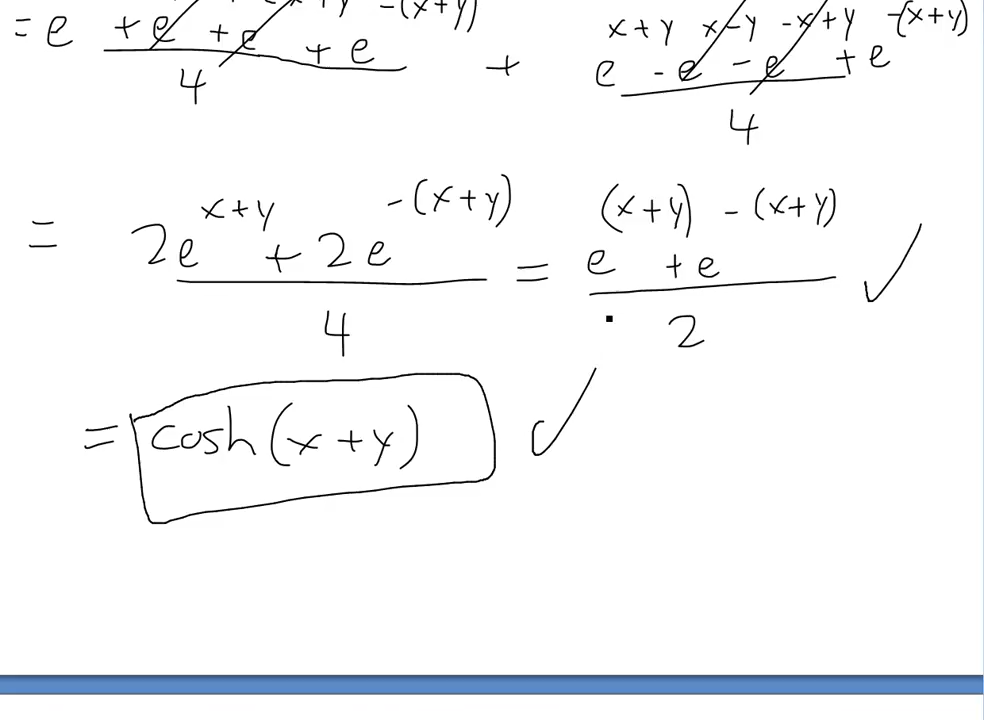 = e + e + e^{x+y} + e^{-(x+y)} / 4 + e^{x+y} - e^{x-y} - e^{-x+y} + e^{-(x+y)} / 4
= 2e^{x+y} + 2e^{-(x+y)} / 4 = e^{(x+y)} + e^{-(x+y)} / 2 ✓
= cosh(x+y) ✓